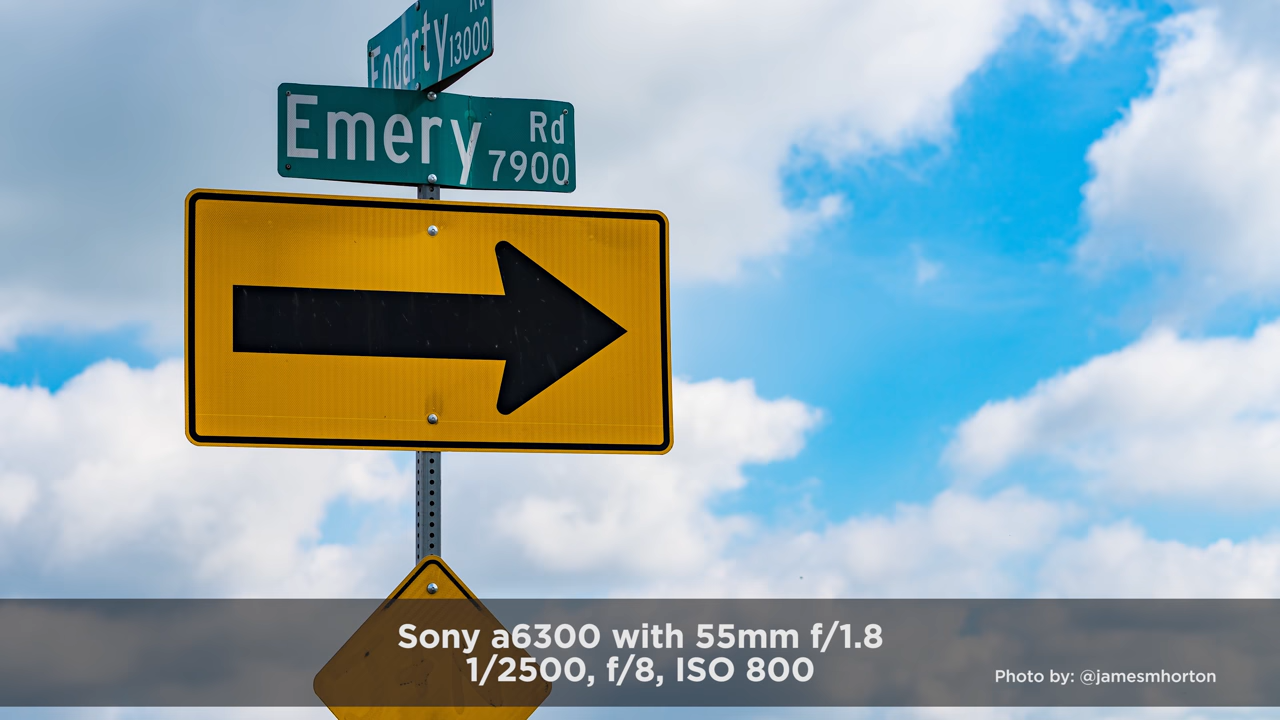 Rd
Fogarty 13000
Emery Rd
7900
Sony a6300 with 55mm f/1.8
1/2500, f/8, ISO 800
Photo by: @jamesmhorton